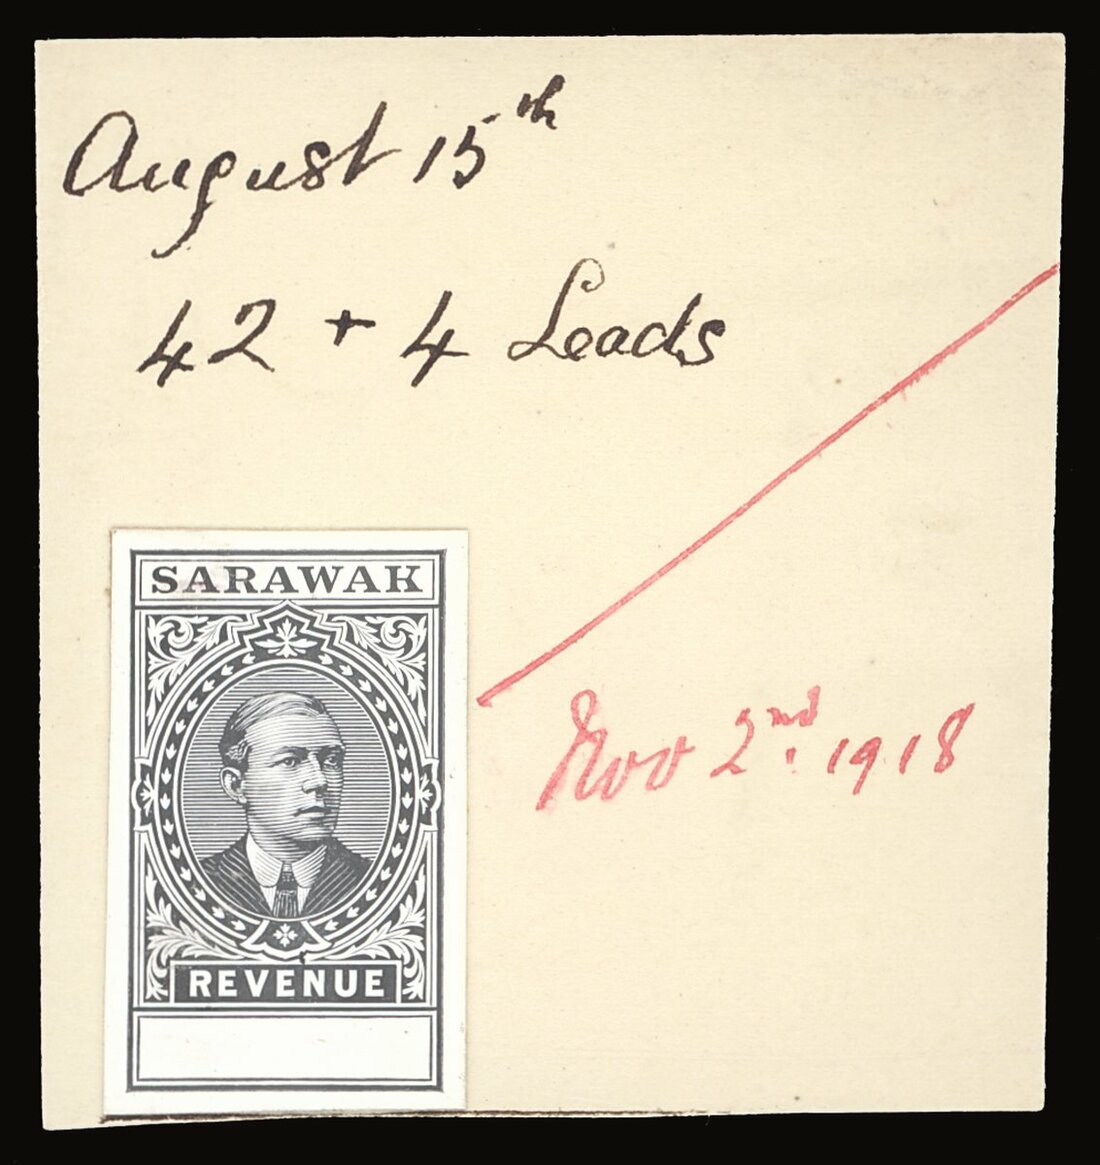 August 15th
42 + 4 Leads
SARAWAK
Nov 2nd. 1918
REVENUE